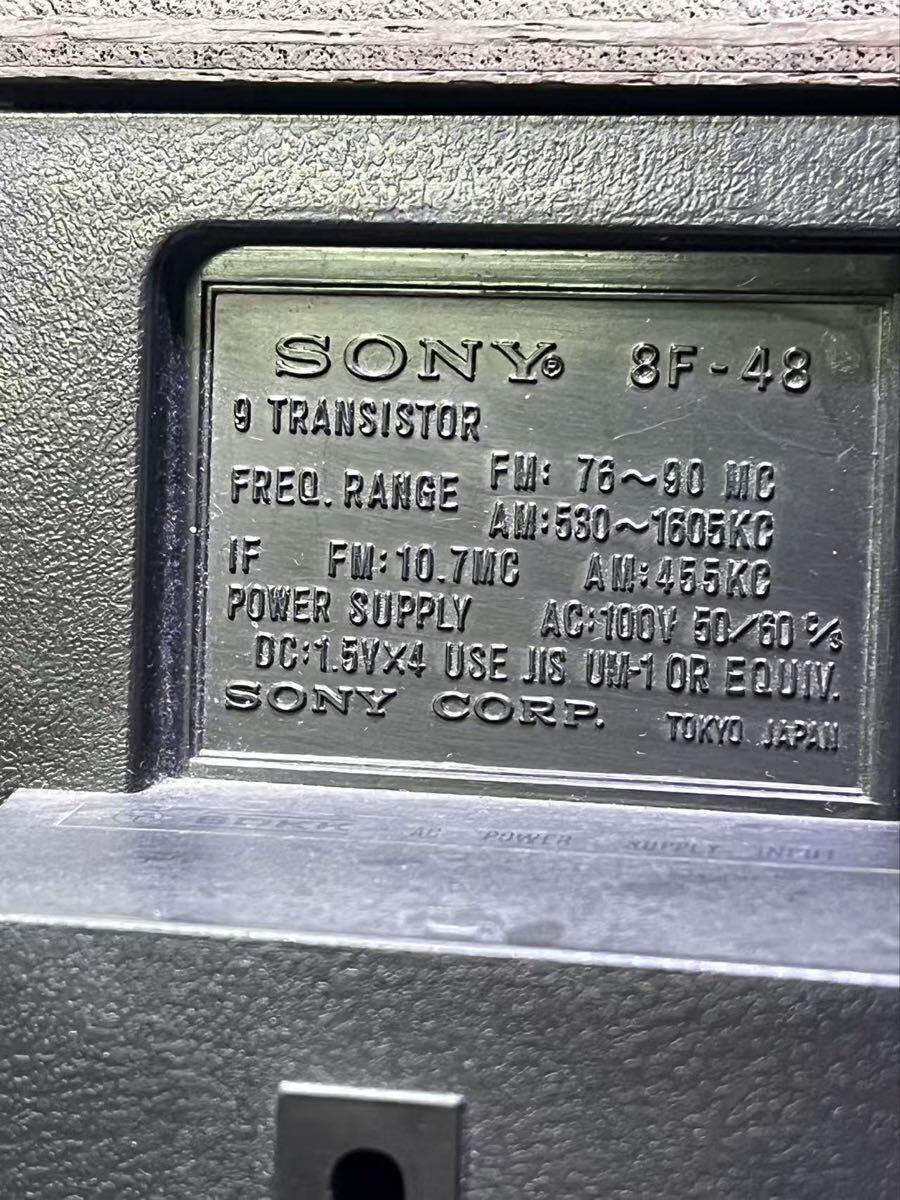 SONY® 8F-48
9 TRANSISTOR
FREQ. RANGE FM: 76~90 MC
AM:530~1605KC
IF FM:10.7MC AM:455KC
POWER SUPPLY AC:100V 50/60 c/s
DC:1.5V×4 USE JIS UM-1 OR EQUIV.
SONY CORP. TOKYO JAPAN
AC POWER SUPPLY INPUT